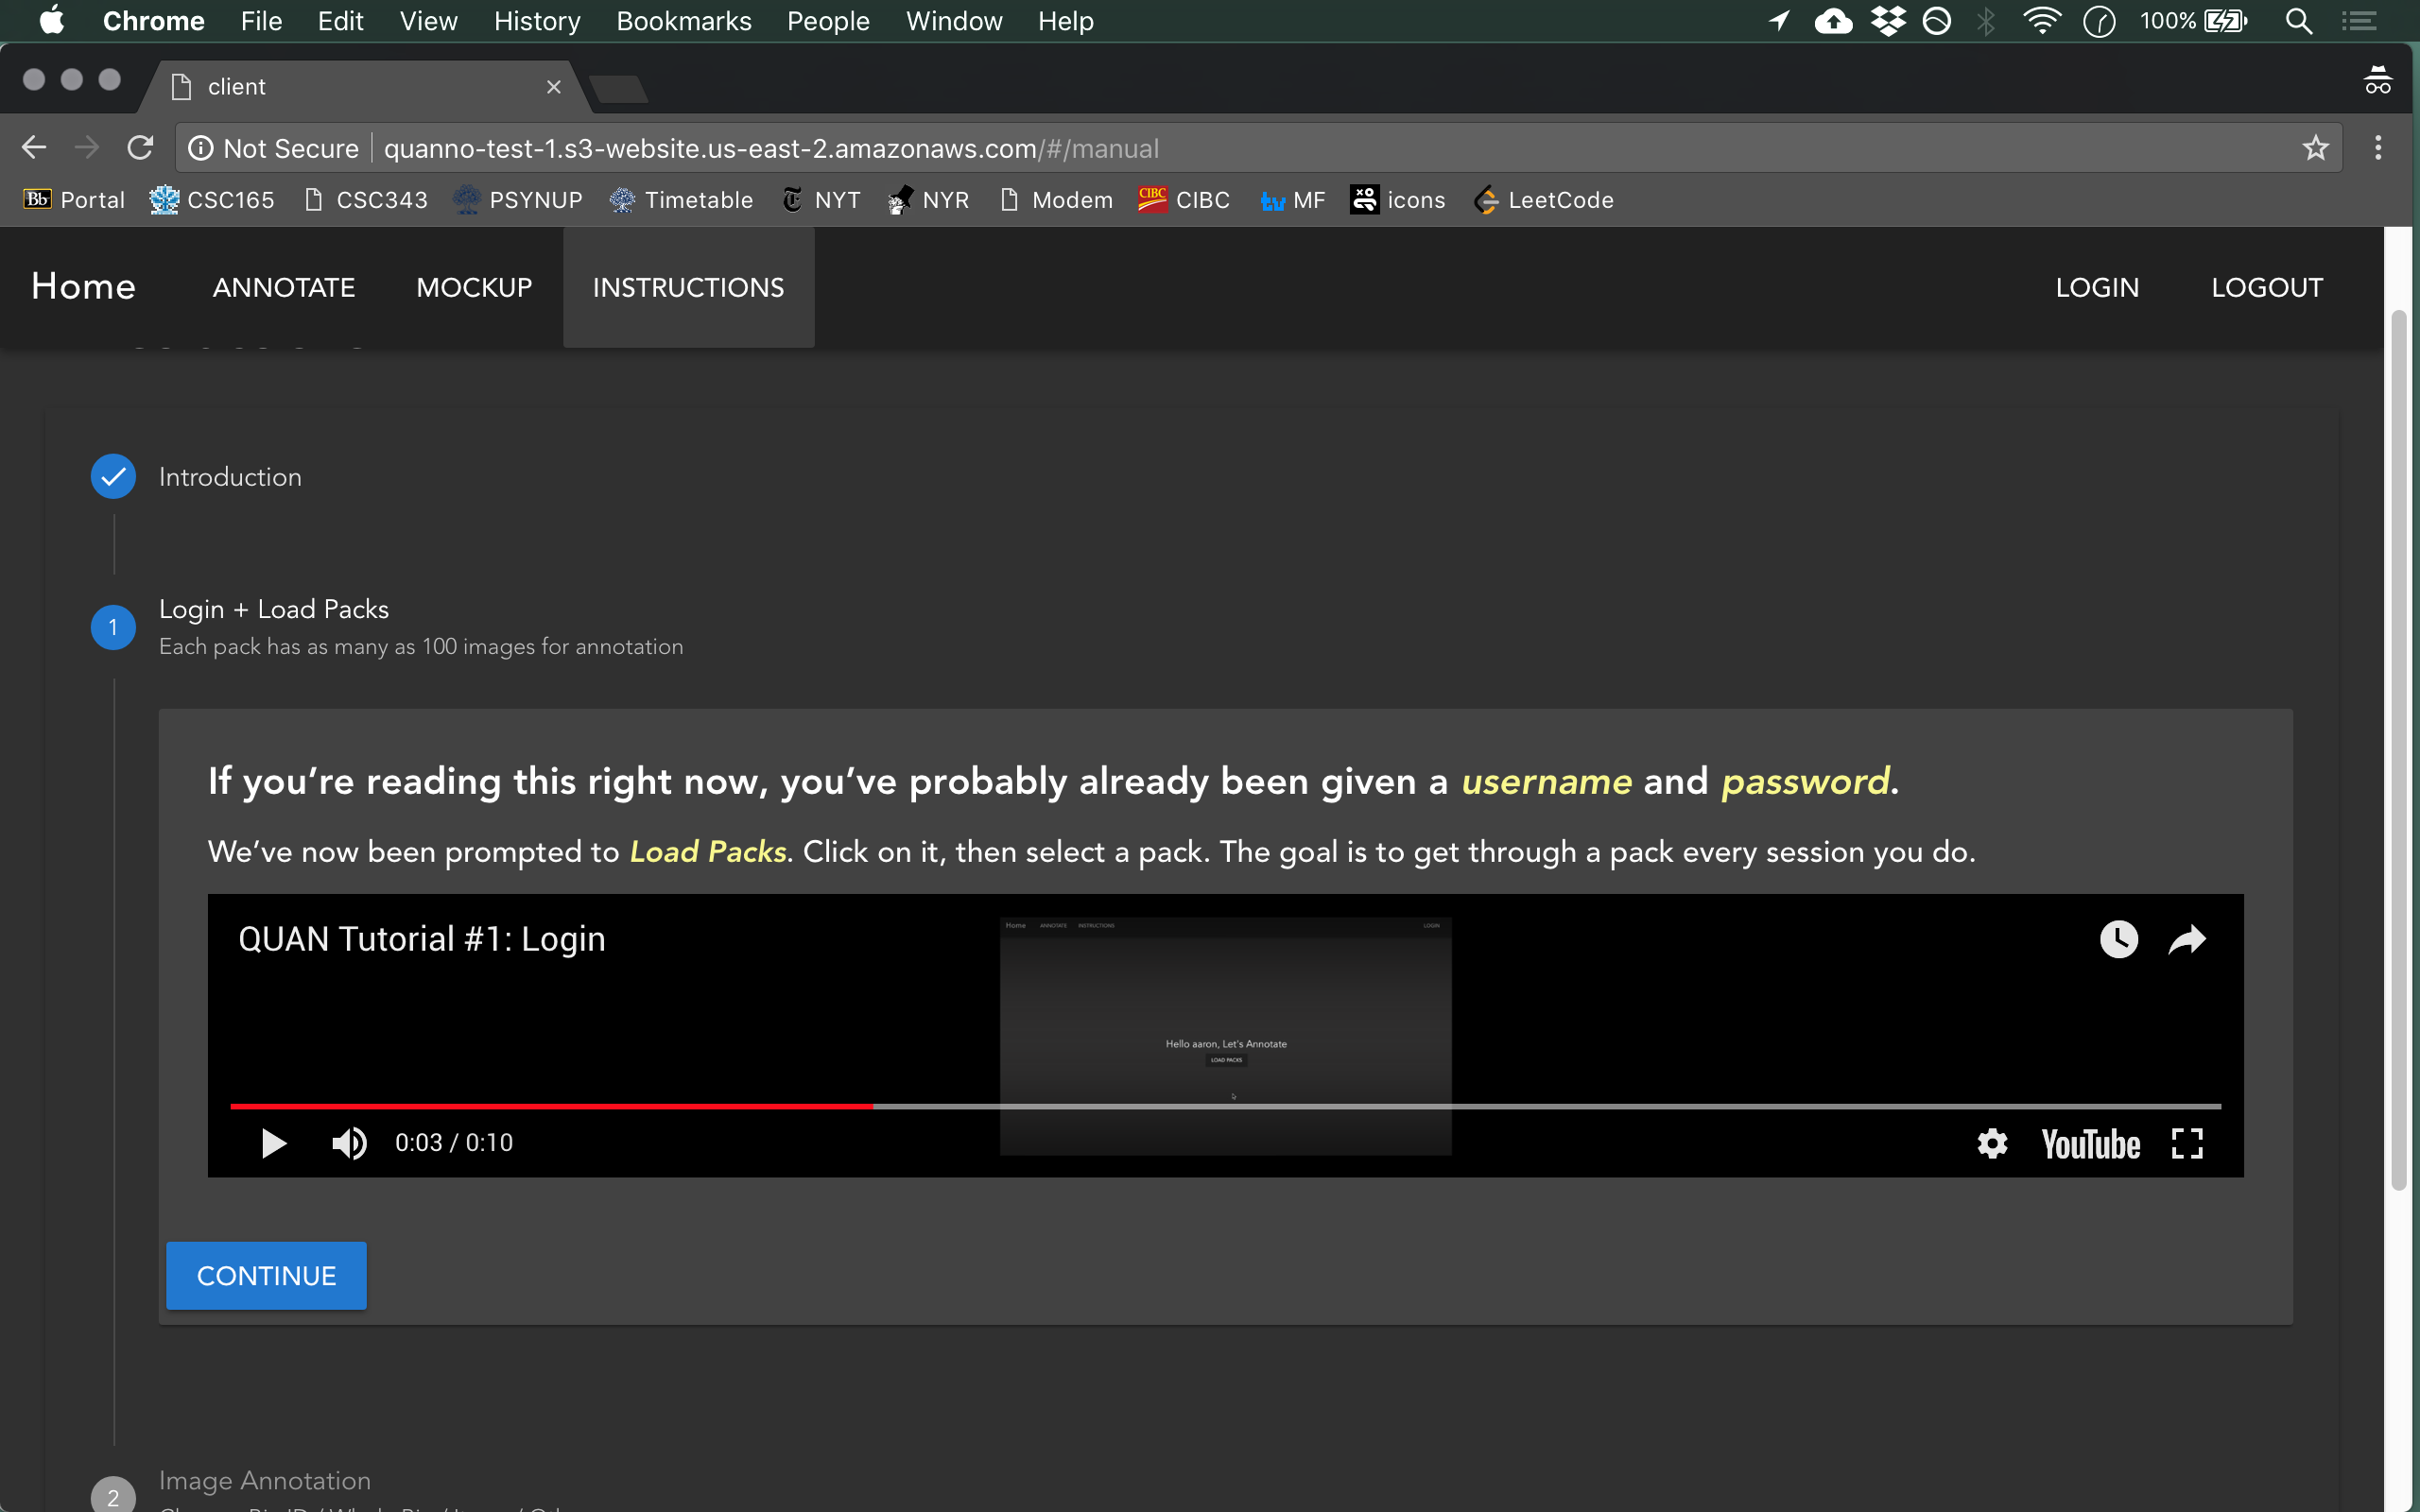 Chrome File Edit View History Bookmarks People Window Help 100%
client
Not Secure quanno-test-1.s3-website.us-east-2.amazonaws.com/#/manual
Portal CSC165 CSC343 PSYNUP Timetable NYT NYR Modem CIBC MF icons LeetCode
Home ANNOTATE MOCKUP INSTRUCTIONS LOGIN LOGOUT
Introduction
1 Login + Load Packs
Each pack has as many as 100 images for annotation
If you’re reading this right now, you’ve probably already been given a username and password.
We’ve now been prompted to Load Packs. Click on it, then select a pack. The goal is to get through a pack every session you do.
QUAN Tutorial #1: Login
Home ANNOTATE INSTRUCTIONS LOGIN
Hello aaron, Let's Annotate
LOAD PACKS
0:03 / 0:10 YouTube
CONTINUE
2 Image Annotation